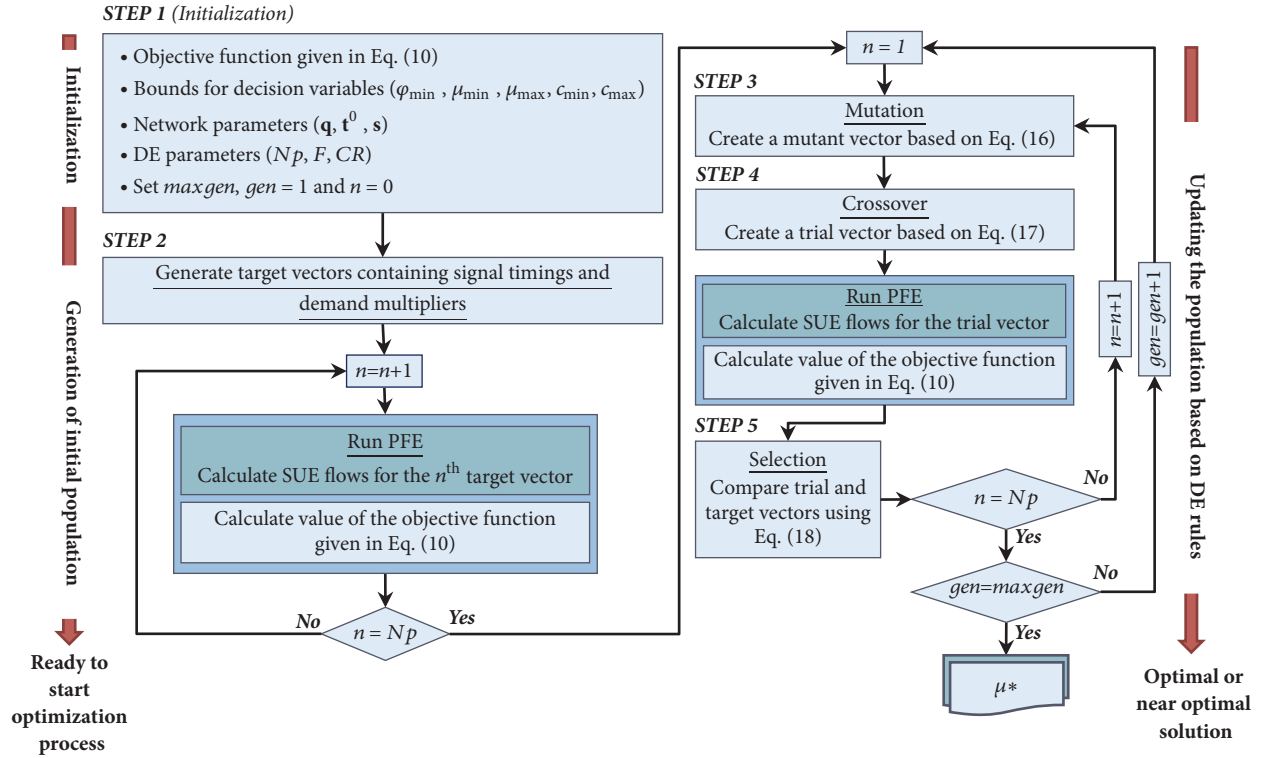 STEP 1 (Initialization)
• Objective function given in Eq. (10)
• Bounds for decision variables (φmin , μmin , μmax, cmin, cmax)
• Network parameters (q, t⁰ , s)
• DE parameters (Np, F, CR)
• Set maxgen, gen = 1 and n = 0
STEP 2
Generate target vectors containing signal timings and
demand multipliers
n=n+1
Run PFE
Calculate SUE flows for the nth target vector
Calculate value of the objective function
given in Eq. (10)
No
n = Np
Yes
Initialization
Generation of initial population
Ready to
start
optimization
process
n = 1
STEP 3
Mutation
Create a mutant vector based on Eq. (16)
STEP 4
Crossover
Create a trial vector based on Eq. (17)
Run PFE
Calculate SUE flows for the trial vector
Calculate value of the objective function
given in Eq. (10)
STEP 5
Selection
Compare trial and
target vectors using
Eq. (18)
n = Np
No
Yes
n=n+1
gen=maxgen
No
Yes
gen=gen+1
μ*
Updating the population based on DE rules
Optimal or
near optimal
solution